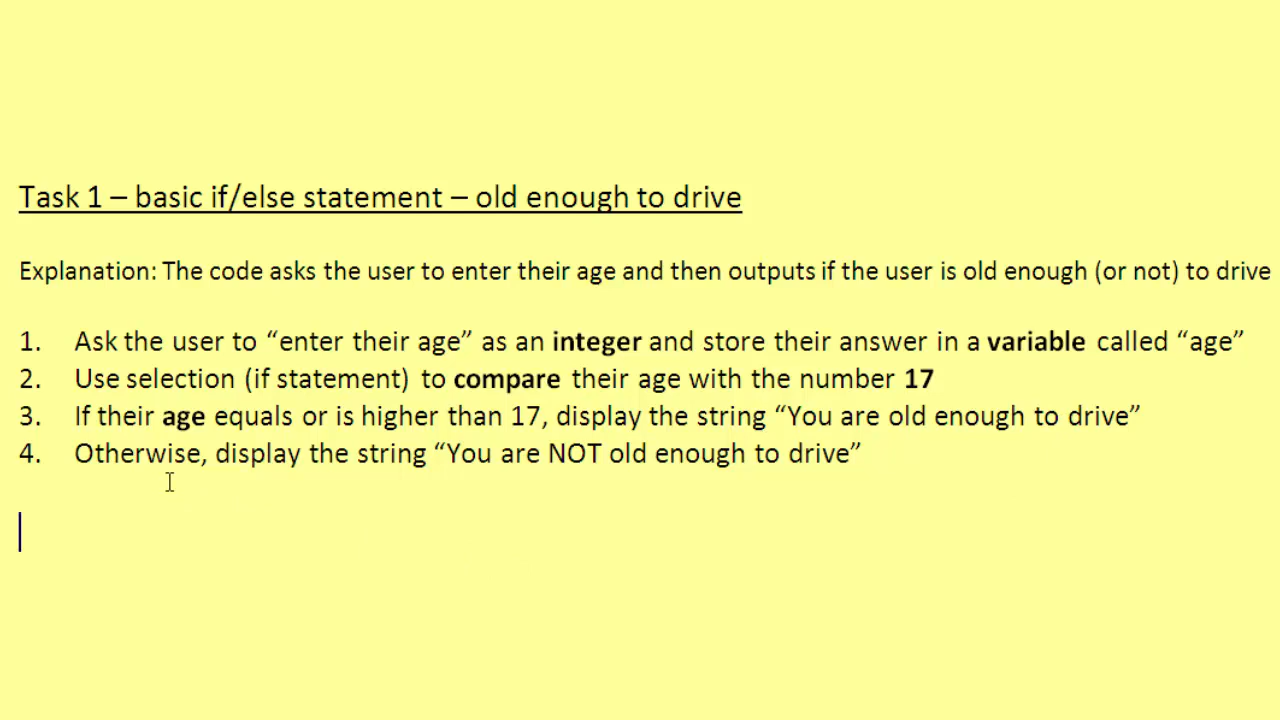 Task 1 – basic if/else statement – old enough to drive
Explanation: The code asks the user to enter their age and then outputs if the user is old enough (or not) to drive
1. Ask the user to “enter their age” as an integer and store their answer in a variable called “age”
2. Use selection (if statement) to compare their age with the number 17
3. If their age equals or is higher than 17, display the string “You are old enough to drive”
4. Otherwise, display the string “You are NOT old enough to drive”